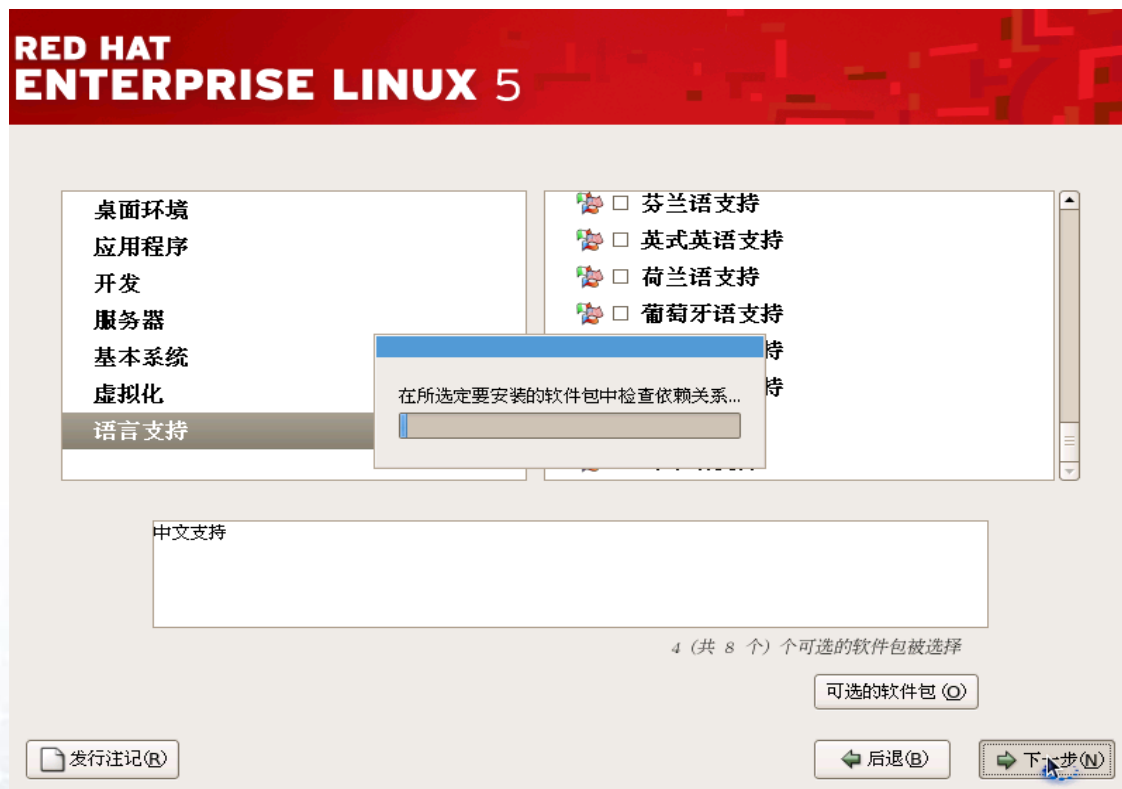 RED HAT
ENTERPRISE LINUX 5
桌面环境
应用程序
开发
服务器
基本系统
虚拟化
语言支持
芬兰语支持
英式英语支持
荷兰语支持
葡萄牙语支持
持
持
在所选定要安装的软件包中检查依赖关系...
中文支持
4 (共 8 个) 个可选的软件包被选择
可选的软件包(O)
发行注记(R)
后退(B)
下一步(N)